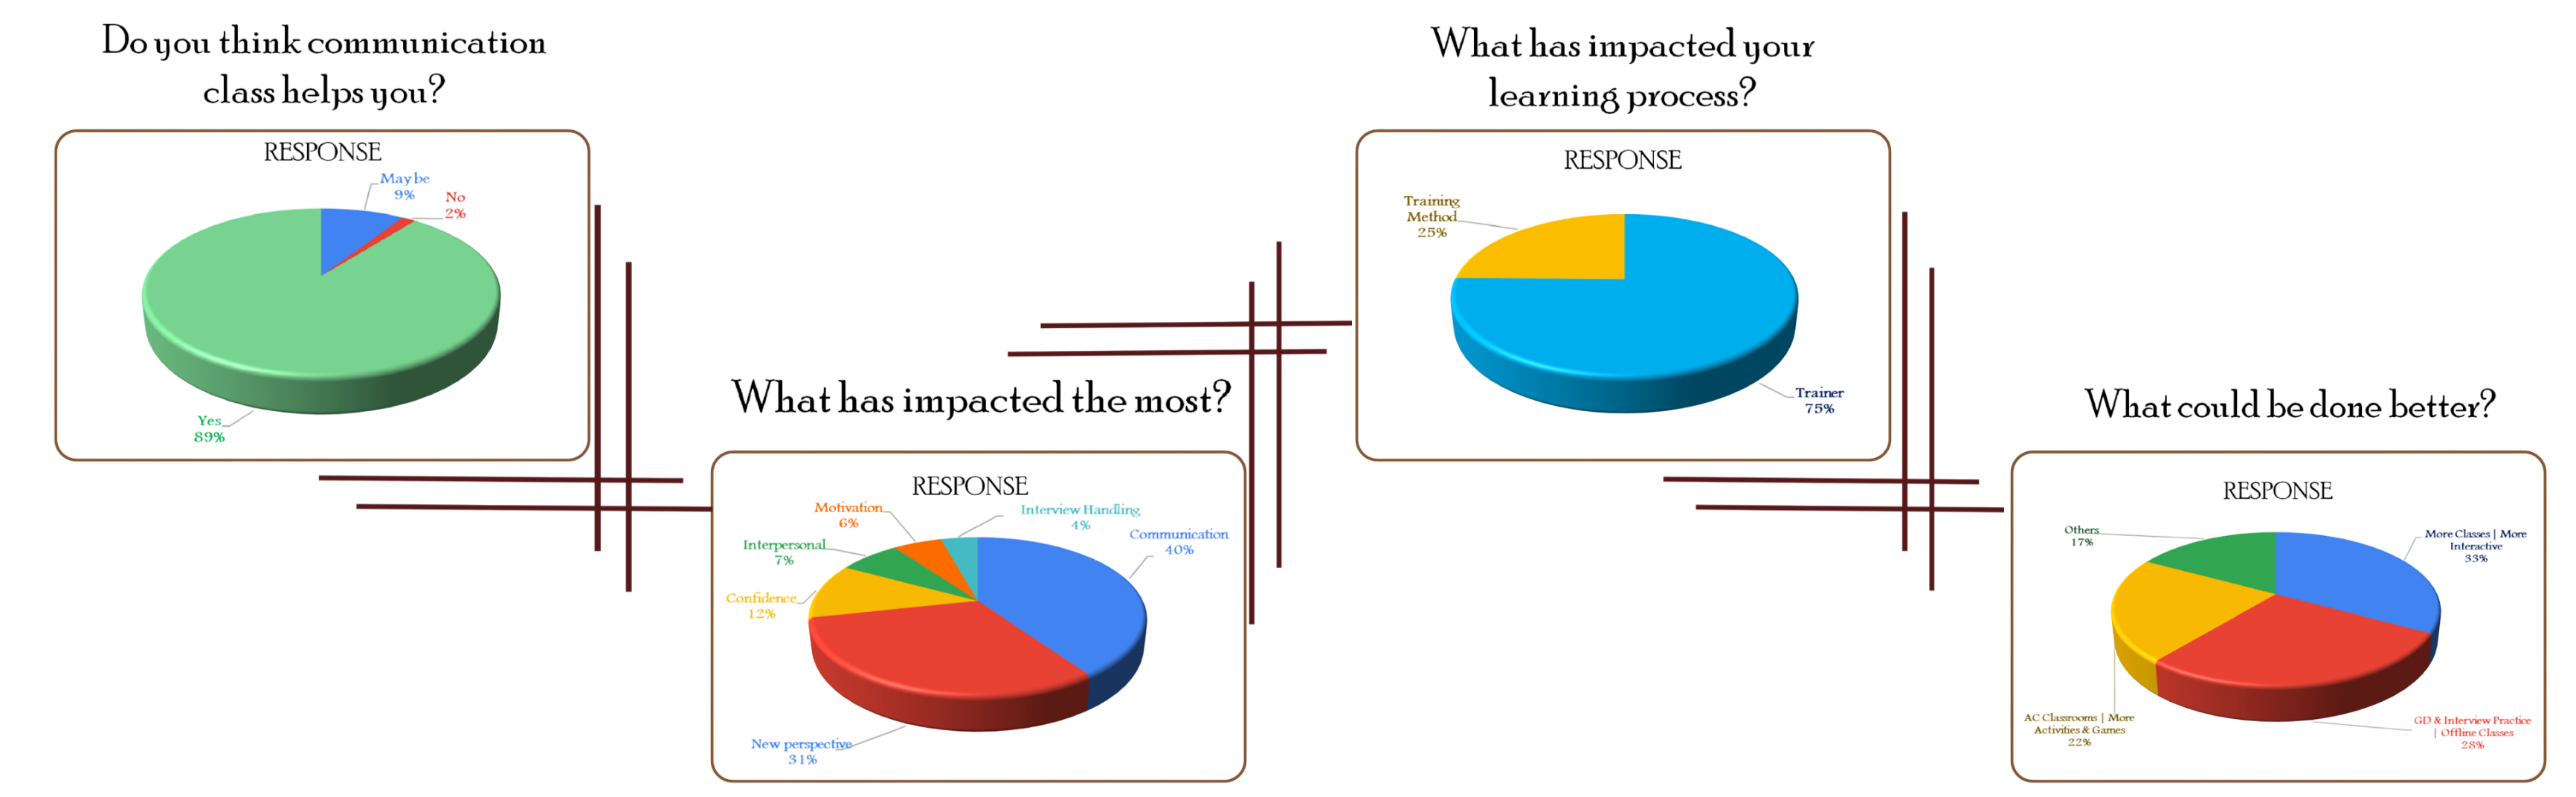 Do you think communication
class helps you?
RESPONSE
May be
9%
No
2%
Yes
89%
What has impacted the most?
RESPONSE
Motivation
6%
Interview Handling
4%
Communication
40%
Interpersonal
7%
Confidence
12%
New perspective
31%
What has impacted your
learning process?
RESPONSE
Training
Method
25%
Trainer
75%
What could be done better?
RESPONSE
Others
17%
More Classes | More
Interactive
33%
AC Classrooms | More
Activities & Games
22%
GD & Interview Practice
| Offline Classes
28%